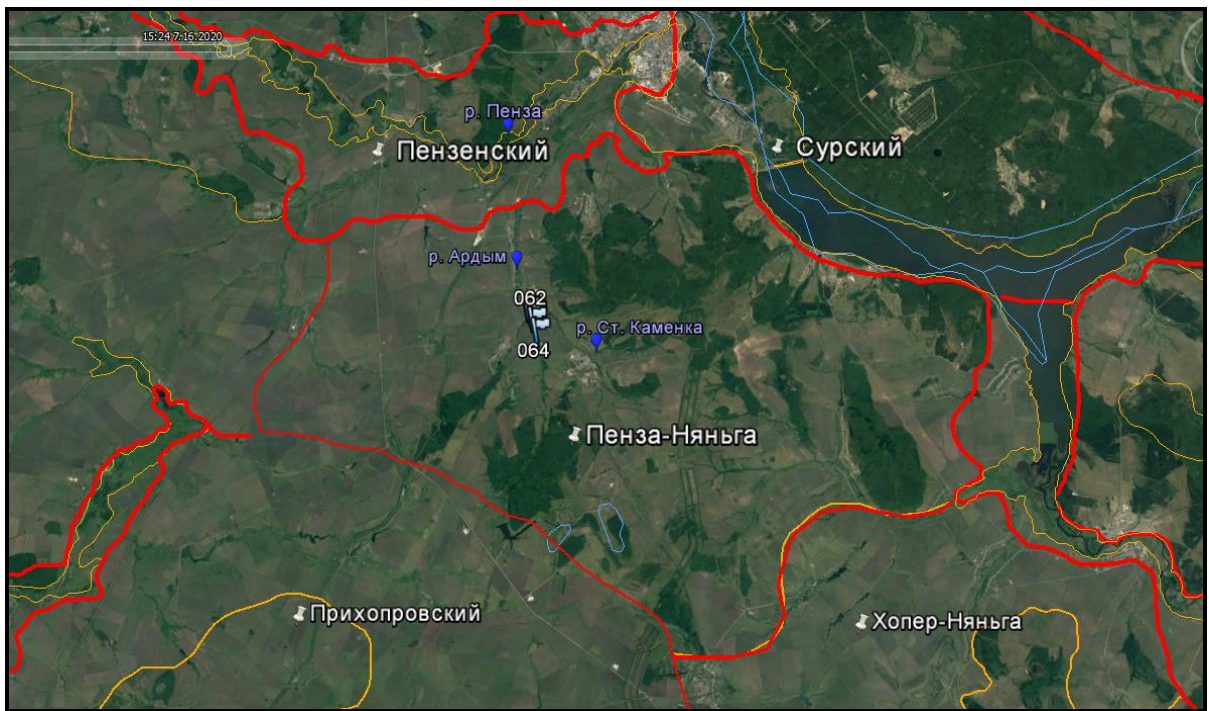 15:24 7.16.2020
р. Пенза
Пензенский
Сурский
р. Ардым
062
р. Ст. Каменка
064
Пенза-Няньга
Прихопровский
Хопер-Няньга